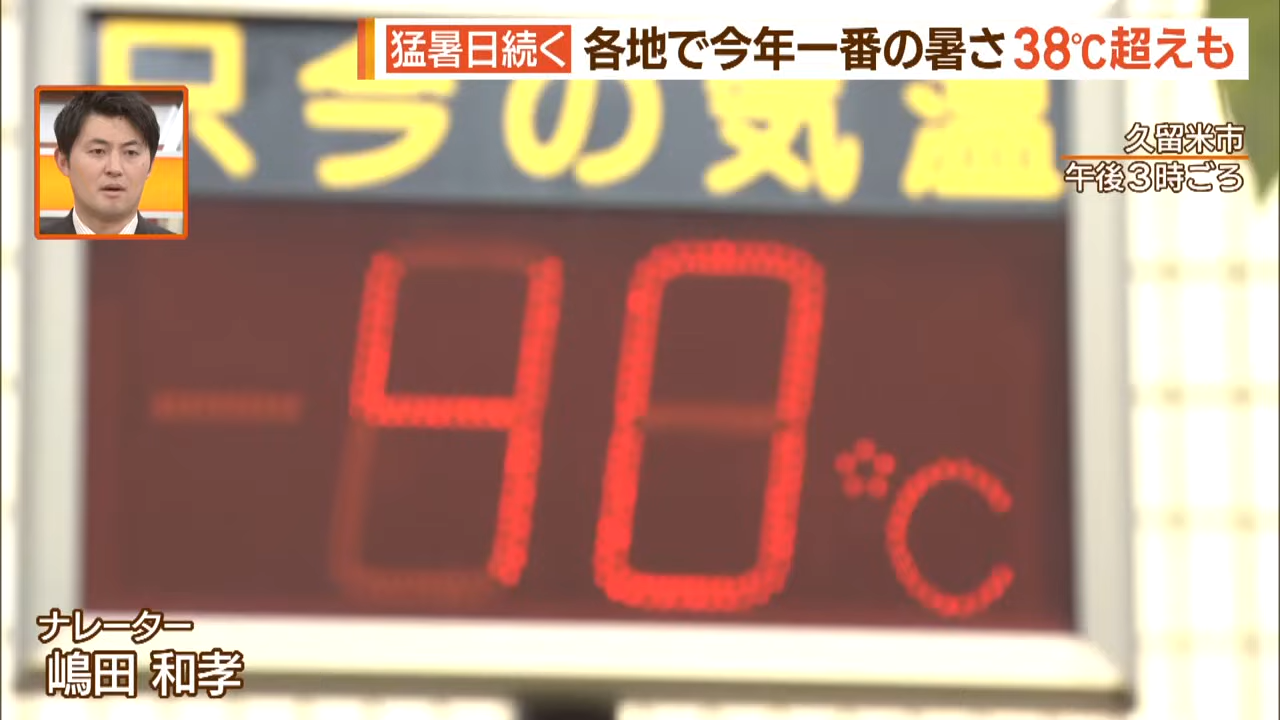 猛暑日続く 各地で今年一番の暑さ38℃超えも
只今の気温
久留米市
午後3時ごろ
40℃
ナレーター
嶋田 和孝